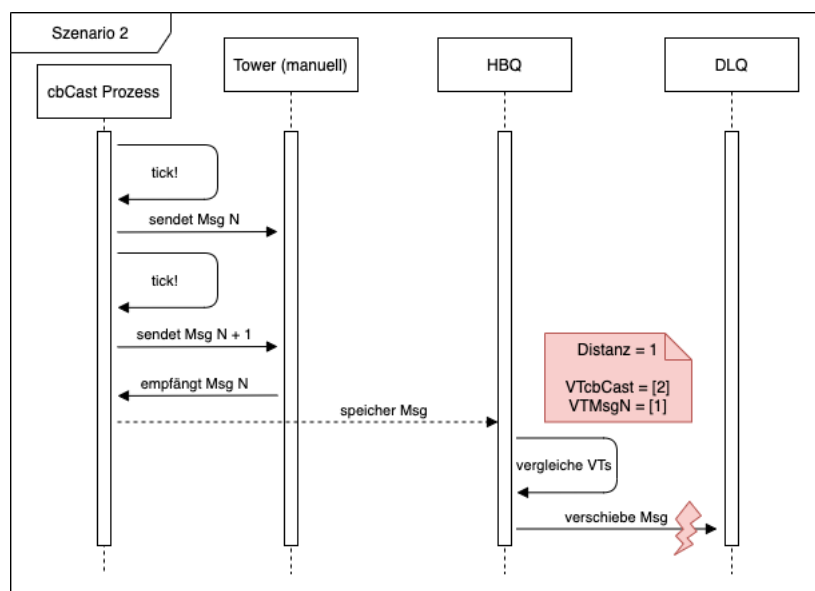 Szenario 2
cbCast Prozess
Tower (manuell)
HBQ
DLQ
tick!
sendet Msg N
tick!
sendet Msg N + 1
Distanz = 1
VTcbCast = [2]
VTMsgN = [1]
empfängt Msg N
speicher Msg
vergleiche VTs
verschiebe Msg